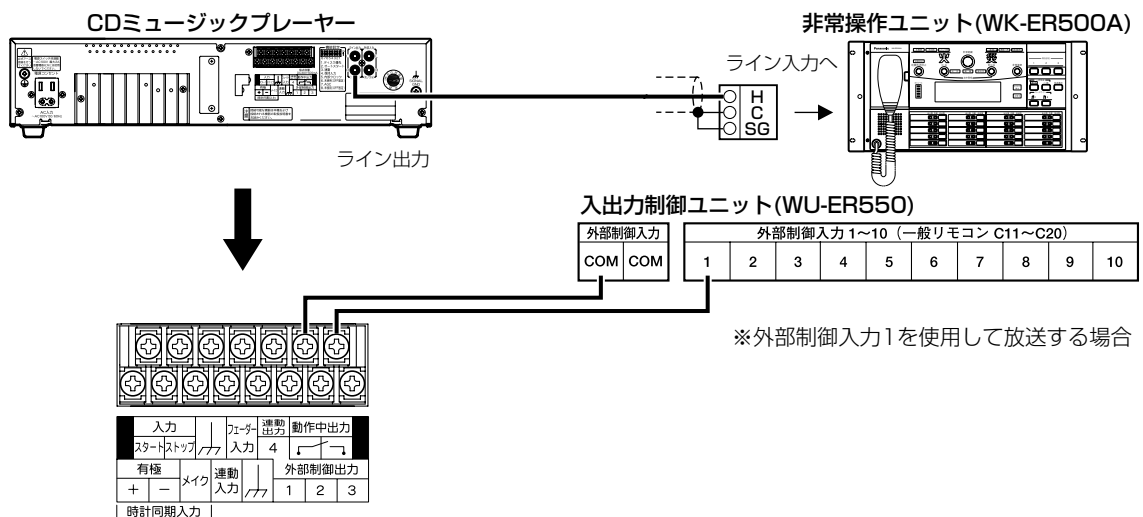 CDミュージックプレーヤー
非常操作ユニット(WK-ER500A)
ライン入力へ
H
C
SG
ライン出力
入出力制御ユニット(WU-ER550)
外部制御入力
COM COM
外部制御入力 1~10(一般リモコン C11~C20)
1 2 3 4 5 6 7 8 9 10
※外部制御入力1を使用して放送する場合
入力 フェーダー 連動出力 動作中出力
スタート ストップ 入力 4
有極 メイク 連動入力 外部制御出力
+ − 1 2 3
時計同期入力